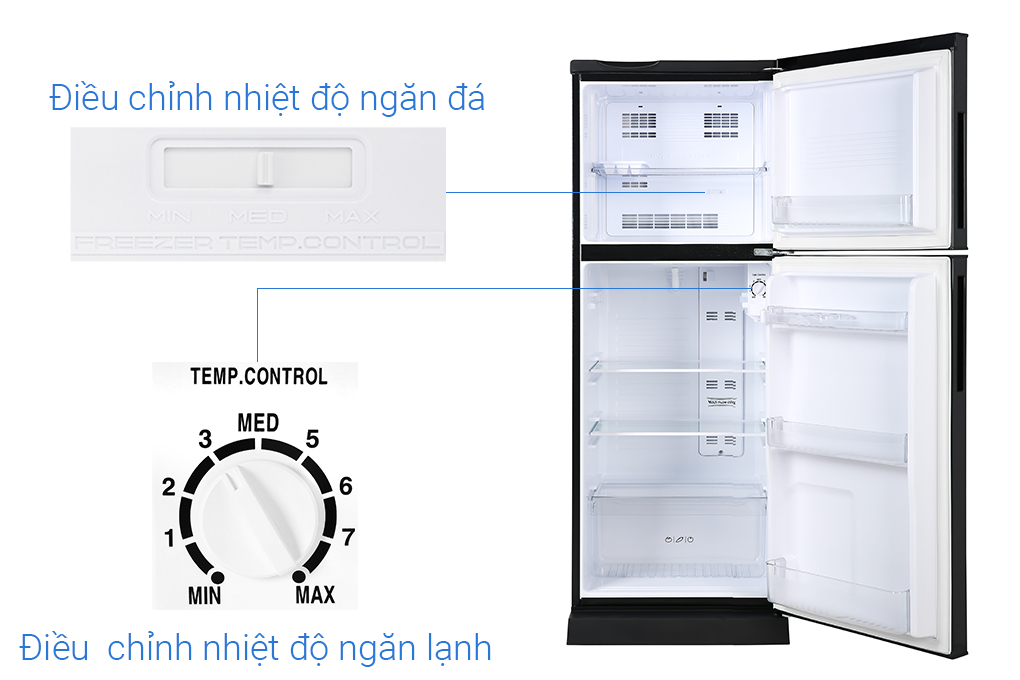 Điều chỉnh nhiệt độ ngăn đá
MIN MED MAX
FREEZER TEMP.CONTROL
TEMP.CONTROL
MED
3 5
2 6
1 7
MIN MAX
Điều chỉnh nhiệt độ ngăn lạnh